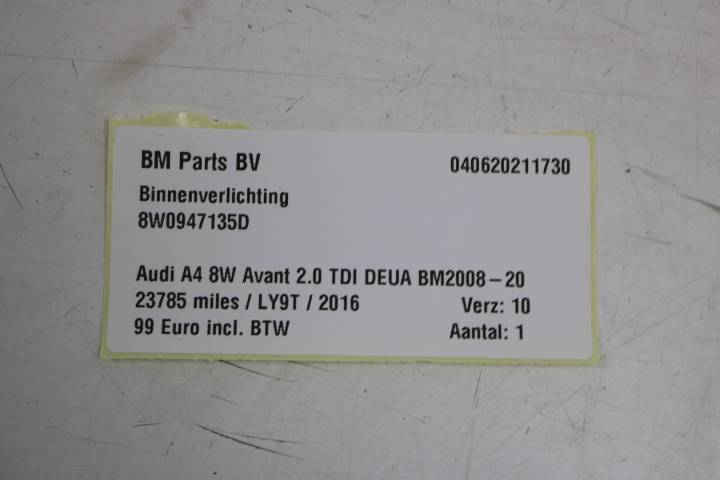 BM Parts BV 040620211730
Binnenverlichting
8W0947135D
Audi A4 8W Avant 2.0 TDI DEUA BM2008-20
23785 miles / LY9T / 2016 Verz: 10
99 Euro incl. BTW Aantal: 1